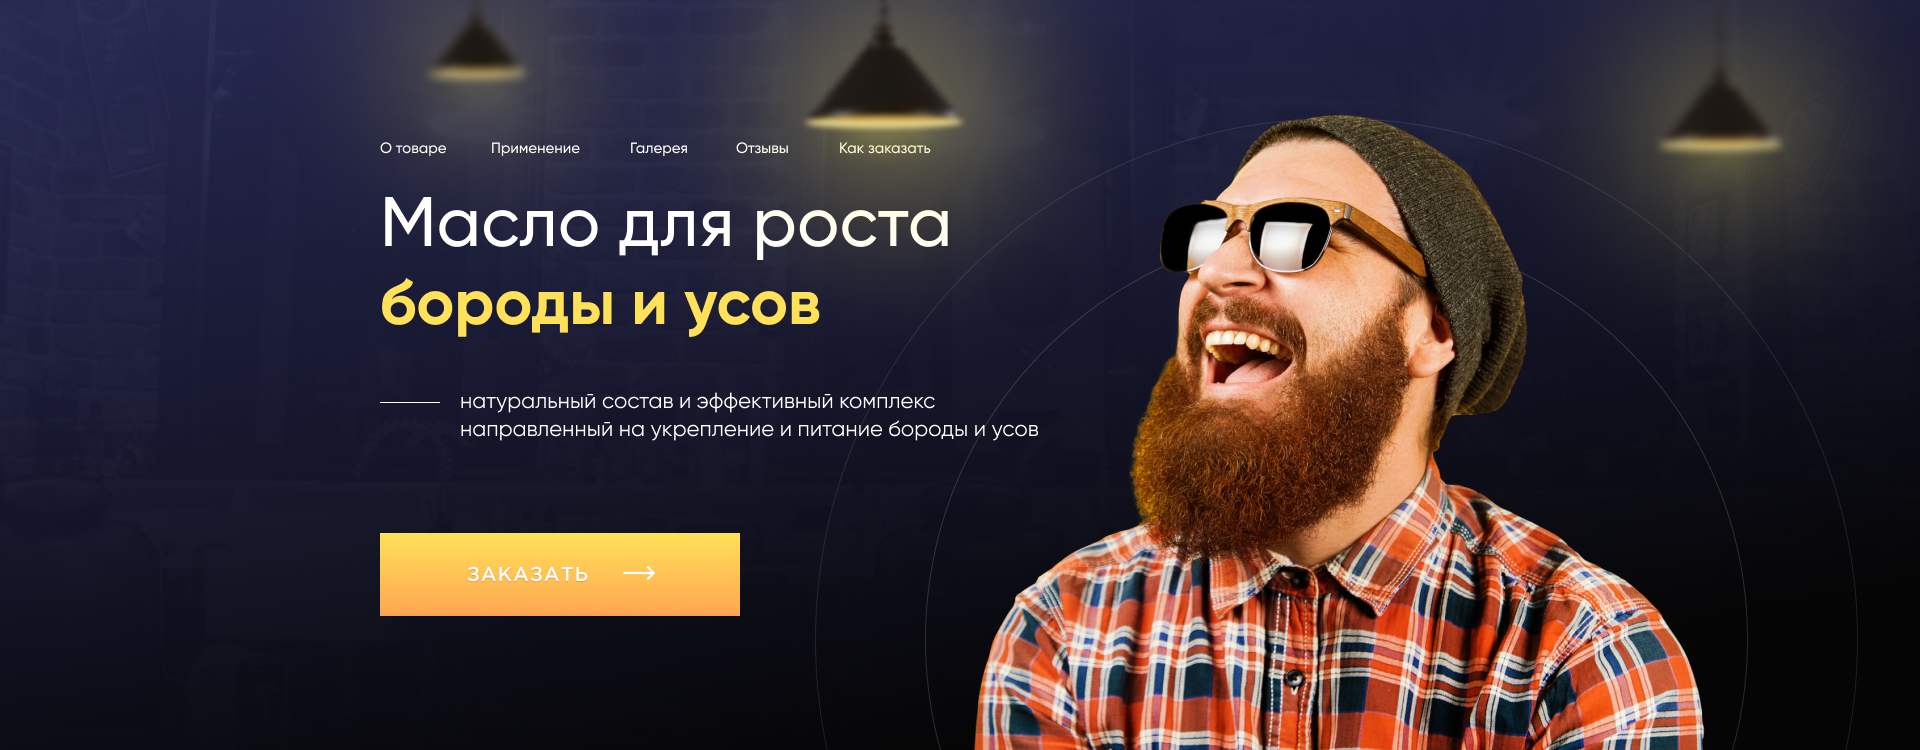 О товаре Применение Галерея Отзывы Как заказать
Масло для роста
бороды и усов
натуральный состав и эффективный комплекс
направленный на укрепление и питание бороды и усов
ЗАКАЗАТЬ